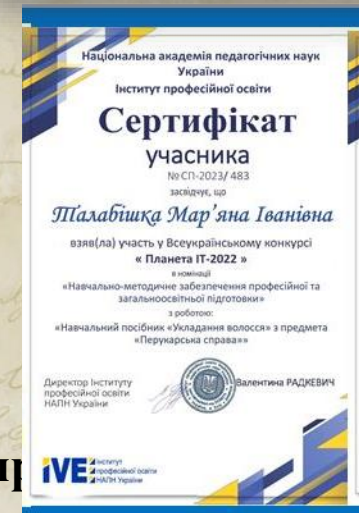 Національна академія педагогічних наук
України
Інститут професійної освіти
Сертифікат
учасника
№ СП-2023/ 483
засвідчує, що
Талабішка Мар’яна Іванівна
взяв(ла) участь у Всеукраїнському конкурсі
« Планета ІТ-2022 »
в номінації
«Навчально-методичне забезпечення професійної та
загальноосвітньої підготовки»
з роботою:
«Навчальний посібник «Укладання волосся» з предмета
«Перукарська справа»»
Директор Інституту
професійної освіти
НАПН України
Валентина РАДКЕВИЧ
IVE
Інститут
професійної освіти
НАПН України